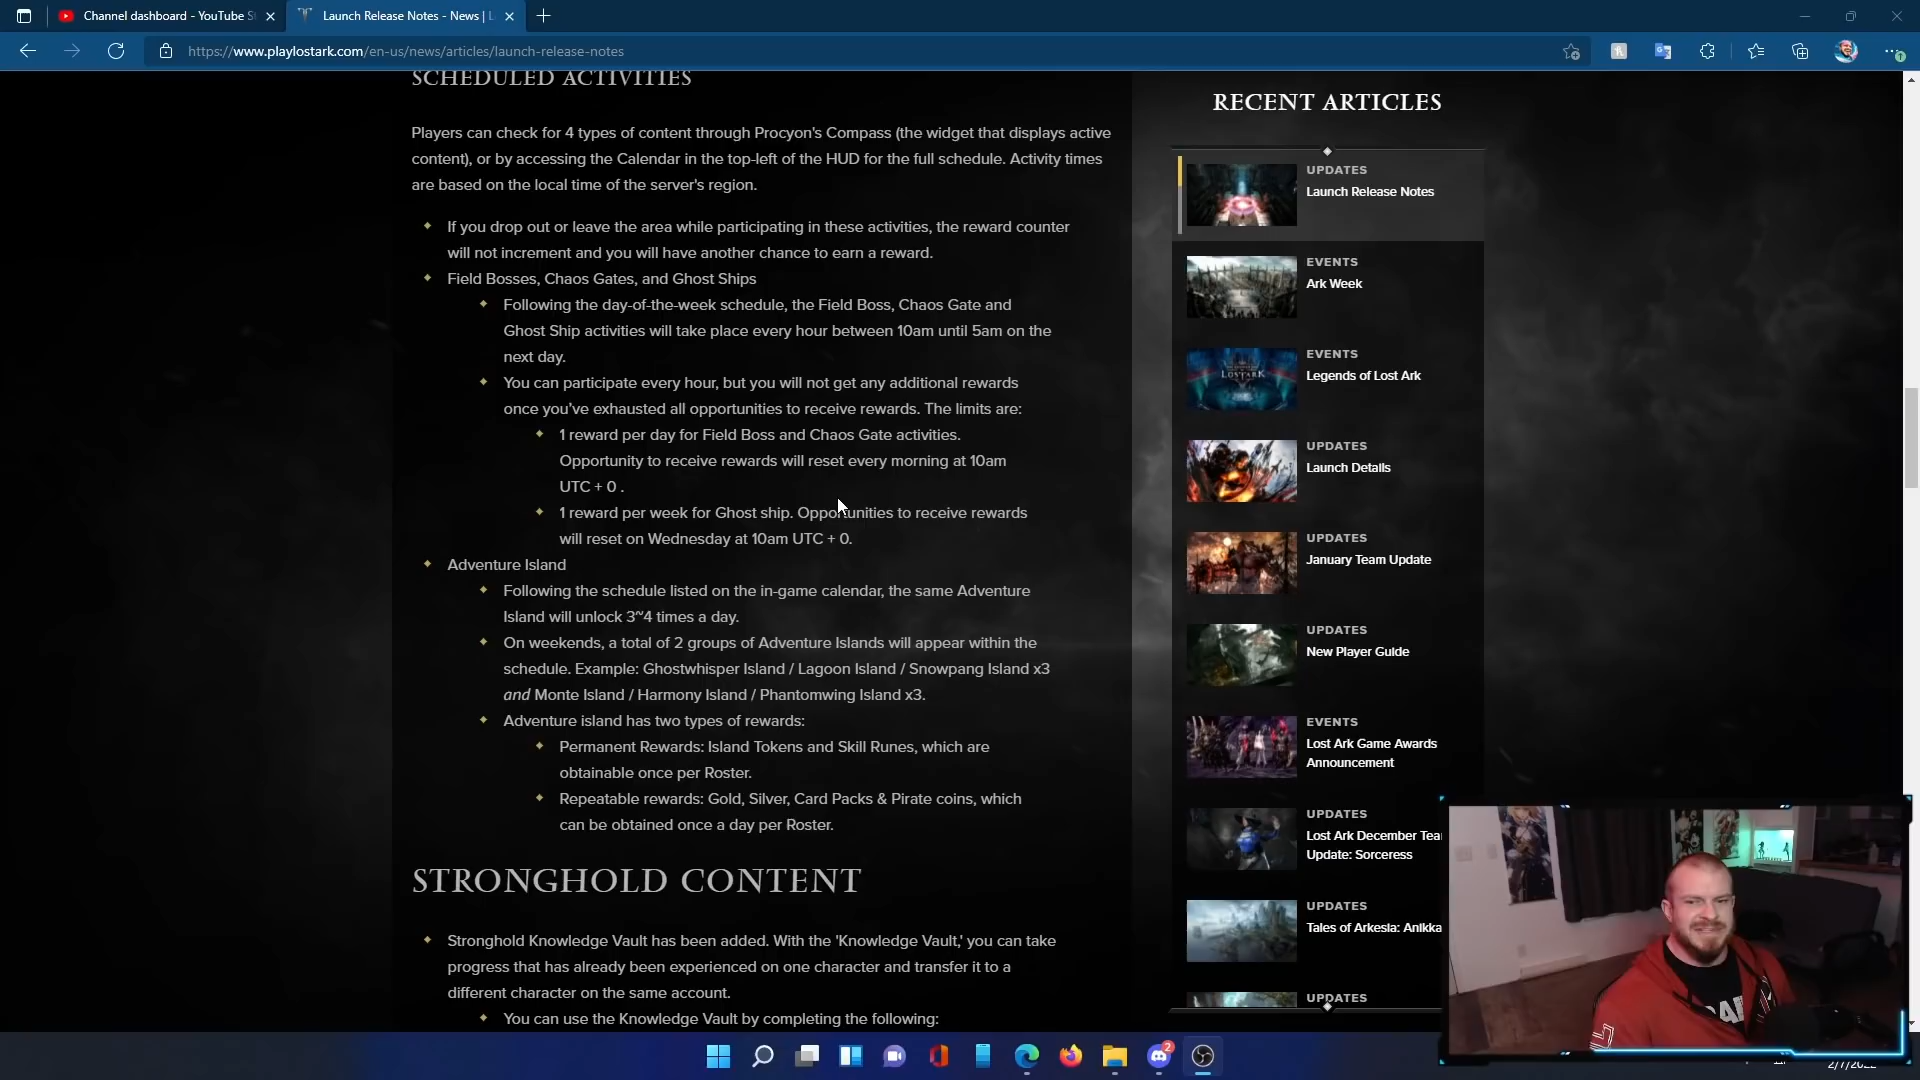 Channel dashboard - YouTube S
Launch Release Notes - News | L
https://www.playlostark.com/en-us/news/articles/launch-release-notes
SCHEDULED ACTIVITIES
Players can check for 4 types of content through Procyon's Compass (the widget that displays active
content), or by accessing the Calendar in the top-left of the HUD for the full schedule. Activity times
are based on the local time of the server's region.
If you drop out or leave the area while participating in these activities, the reward counter
will not increment and you will have another chance to earn a reward.
Field Bosses, Chaos Gates, and Ghost Ships
Following the day-of-the-week schedule, the Field Boss, Chaos Gate and
Ghost Ship activities will take place every hour between 10am until 5am on the
next day.
You can participate every hour, but you will not get any additional rewards
once you've exhausted all opportunities to receive rewards. The limits are:
1 reward per day for Field Boss and Chaos Gate activities.
Opportunity to receive rewards will reset every morning at 10am
UTC + 0 .
1 reward per week for Ghost ship. Opportunities to receive rewards
will reset on Wednesday at 10am UTC + 0.
Adventure Island
Following the schedule listed on the in-game calendar, the same Adventure
Island will unlock 3~4 times a day.
On weekends, a total of 2 groups of Adventure Islands will appear within the
schedule. Example: Ghostwhisper Island / Lagoon Island / Snowpang Island x3
and Monte Island / Harmony Island / Phantomwing Island x3.
Adventure island has two types of rewards:
Permanent Rewards: Island Tokens and Skill Runes, which are
obtainable once per Roster.
Repeatable rewards: Gold, Silver, Card Packs & Pirate coins, which
can be obtained once a day per Roster.
STRONGHOLD CONTENT
Stronghold Knowledge Vault has been added. With the 'Knowledge Vault,' you can take
progress that has already been experienced on one character and transfer it to a
different character on the same account.
You can use the Knowledge Vault by completing the following:
RECENT ARTICLES
UPDATES
Launch Release Notes
EVENTS
Ark Week
EVENTS
Legends of Lost Ark
LOST ARK
UPDATES
Launch Details
UPDATES
January Team Update
UPDATES
New Player Guide
EVENTS
Lost Ark Game Awards
Announcement
UPDATES
Lost Ark December Tea
Update: Sorceress
UPDATES
Tales of Arkesia: Anikka
UPDATES
2